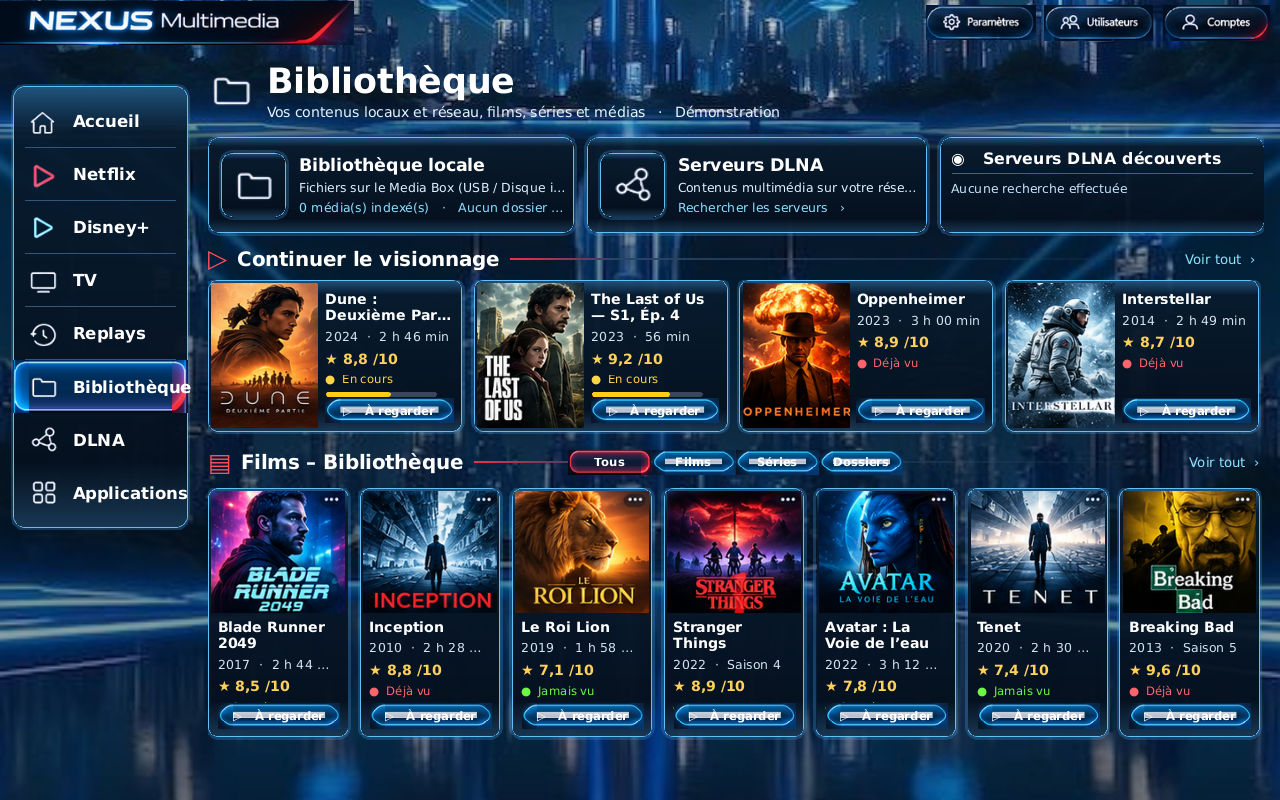 NEXUS Multimedia
Paramètres
Utilisateurs
Comptes
Accueil
Netflix
Disney+
TV
Replays
Bibliothèque
DLNA
Applications
Bibliothèque
Vos contenus locaux et réseau, films, séries et médias · Démonstration
Bibliothèque locale
Fichiers sur le Media Box (USB / Disque i...
0 média(s) indexé(s) · Aucun dossier ...
Serveurs DLNA
Contenus multimédia sur votre rése...
Rechercher les serveurs ›
◉ Serveurs DLNA découverts
Aucune recherche effectuée
▷ Continuer le visionnage
Voir tout ›
DUNE
DEUXIÈME PARTIE
Dune :
Deuxième Par...
2024 · 2 h 46 min
★ 8,8 /10
● En cours
▷ À regarder
THE
LAST
OF US
The Last of Us
— S1, Ép. 4
2023 · 56 min
★ 9,2 /10
● En cours
▷ À regarder
OPPENHEIMER
Oppenheimer
2023 · 3 h 00 min
★ 8,9 /10
● Déjà vu
▷ À regarder
INTERSTELLAR
Interstellar
2014 · 2 h 49 min
★ 8,7 /10
● Déjà vu
▷ À regarder
▤ Films – Bibliothèque
Tous
Films
Séries
Dossiers
Voir tout ›
BLADE
RUNNER
2049
Blade Runner
2049
2017 · 2 h 44 ...
★ 8,5 /10
▷ À regarder
INCEPTION
Inception
2010 · 2 h 28 ...
★ 8,8 /10
● Déjà vu
▷ À regarder
LE
ROI LION
Le Roi Lion
2019 · 1 h 58 ...
★ 7,1 /10
● Jamais vu
▷ À regarder
STRANGER
THINGS
Stranger
Things
2022 · Saison 4
★ 8,9 /10
▷ À regarder
AVATAR
LA VOIE DE L'EAU
Avatar : La
Voie de l’eau
2022 · 3 h 12 ...
★ 7,8 /10
▷ À regarder
TENET
Tenet
2020 · 2 h 30 ...
★ 7,4 /10
● Jamais vu
▷ À regarder
Breaking
Bad
Breaking Bad
2013 · Saison 5
★ 9,6 /10
● Déjà vu
▷ À regarder